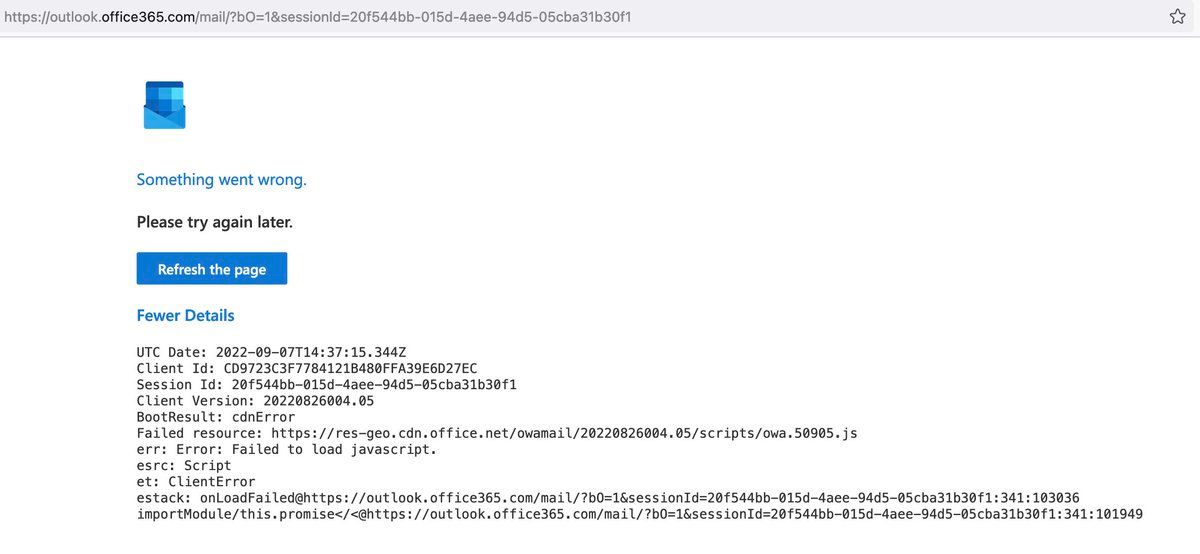 https://outlook.office365.com/mail/?bO=1&sessionId=20f544bb-015d-4aee-94d5-05cba31b30f1
Something went wrong.
Please try again later.
Refresh the page
Fewer Details
UTC Date: 2022-09-07T14:37:15.344Z
Client Id: CD9723C3F7784121B480FFA39E6D27EC
Session Id: 20f544bb-015d-4aee-94d5-05cba31b30f1
Client Version: 20220826004.05
BootResult: cdnError
Failed resource: https://res-geo.cdn.office.net/owamail/20220826004.05/scripts/owa.50905.js
err: Error: Failed to load javascript.
esrc: Script
et: ClientError
estack: onLoadFailed@https://outlook.office365.com/mail/?bO=1&sessionId=20f544bb-015d-4aee-94d5-05cba31b30f1:341:103036
importModule/this.promise</<@https://outlook.office365.com/mail/?bO=1&sessionId=20f544bb-015d-4aee-94d5-05cba31b30f1:341:101949